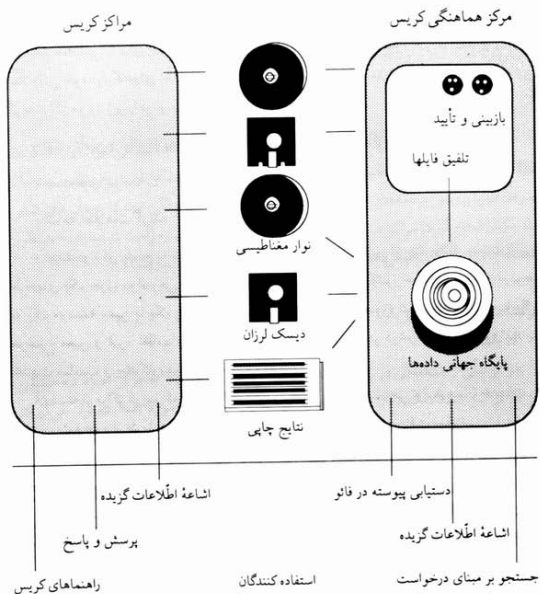 مرکز هماهنگی کریس
مراکز کریس
بازبینی و تأیید
تلفیق فایلها
نوار مغناطیسی
دیسک لرزان
پایگاه جهانی داده‌ها
نتایج چاپی
دستیابی پیوسته در فائو
اشاعهٔ اطّلاعات گزیده
اشاعهٔ اطّلاعات گزیده
پرسش و پاسخ
جستجو بر مبنای درخواست
استفاده کنندگان
راهنماهای کریس